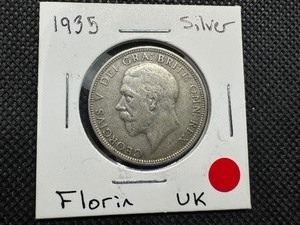 1935 Silver
GEORGIVS V DEI GRA: BRITT: OMN: REX
Florin UK